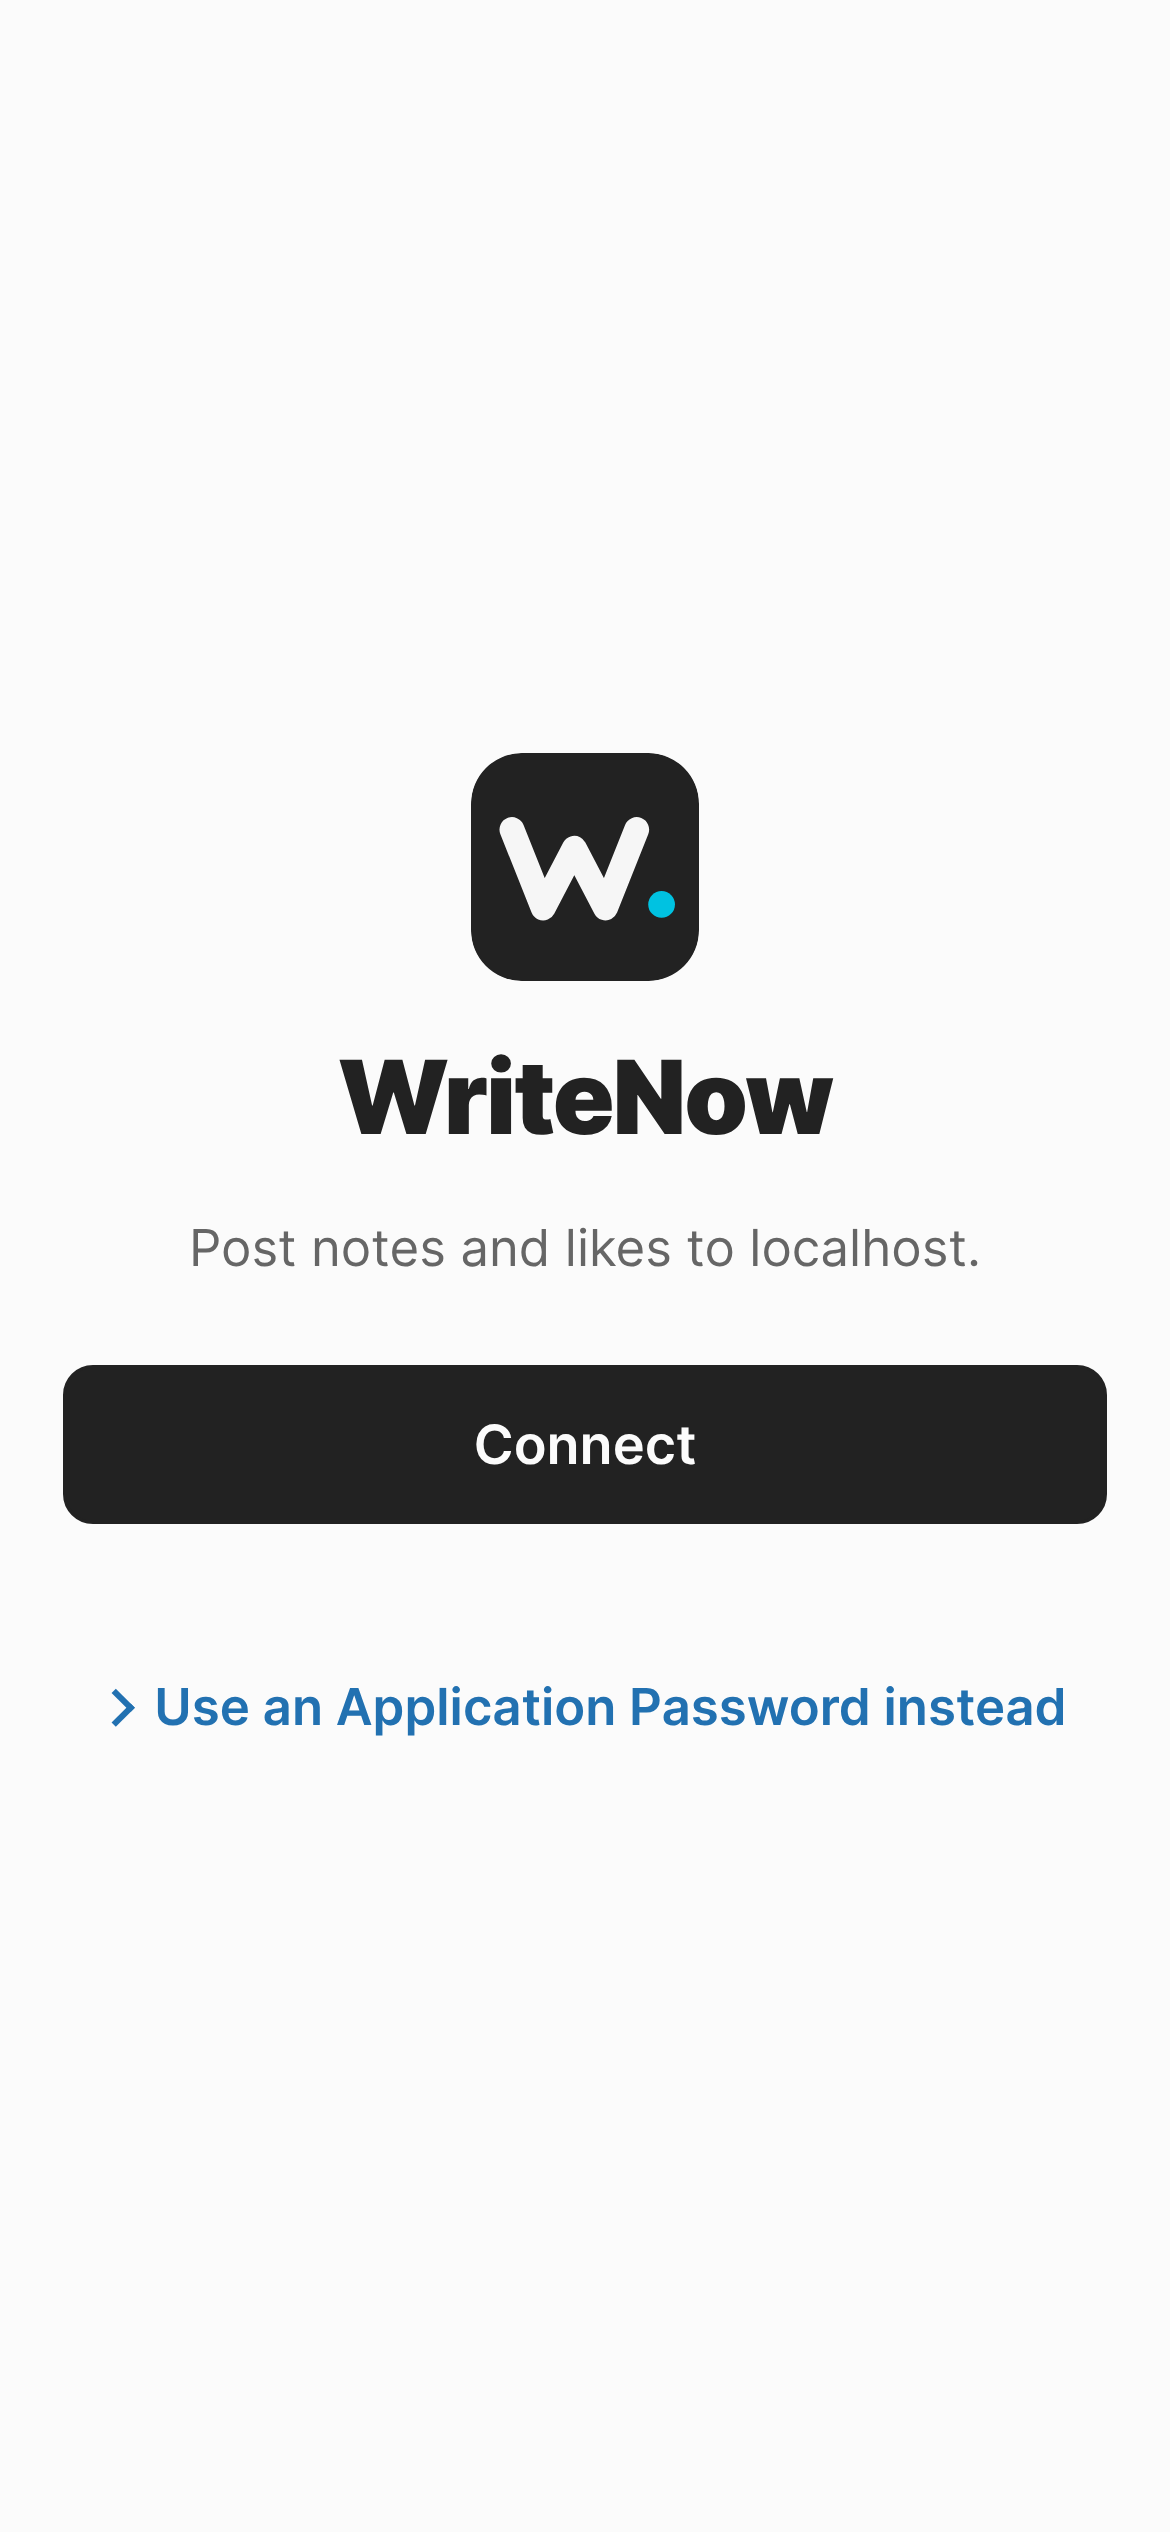 W.
WriteNow
Post notes and likes to localhost.
Connect
Use an Application Password instead